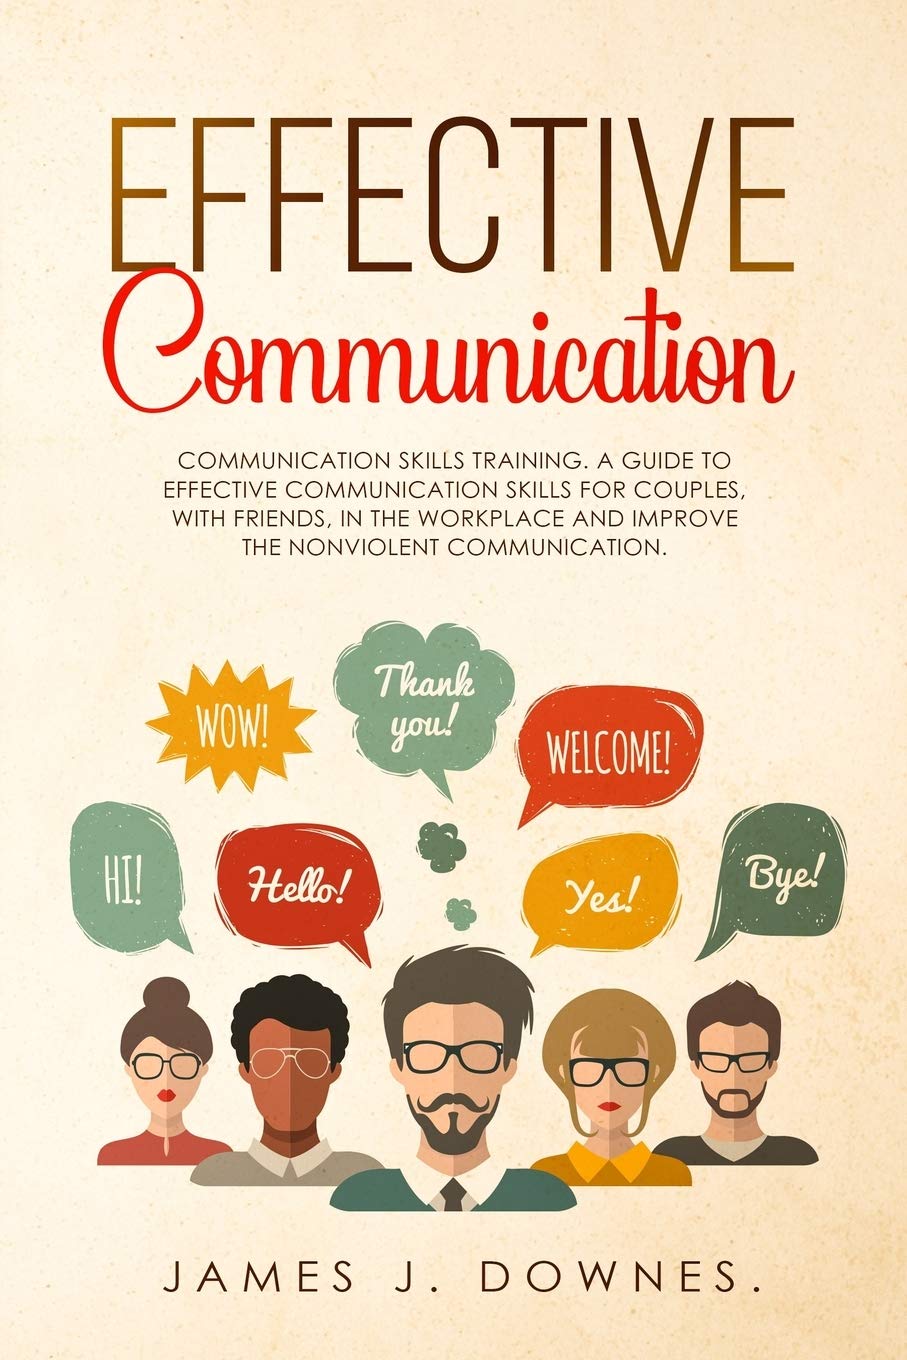 EFFECTIVE
Communication
COMMUNICATION SKILLS TRAINING. A GUIDE TO
EFFECTIVE COMMUNICATION SKILLS FOR COUPLES,
WITH FRIENDS, IN THE WORKPLACE AND IMPROVE
THE NONVIOLENT COMMUNICATION.
WOW!
Thank
you!
WELCOME!
HI!
Hello!
Yes!
Bye!
JAMES J. DOWNES.